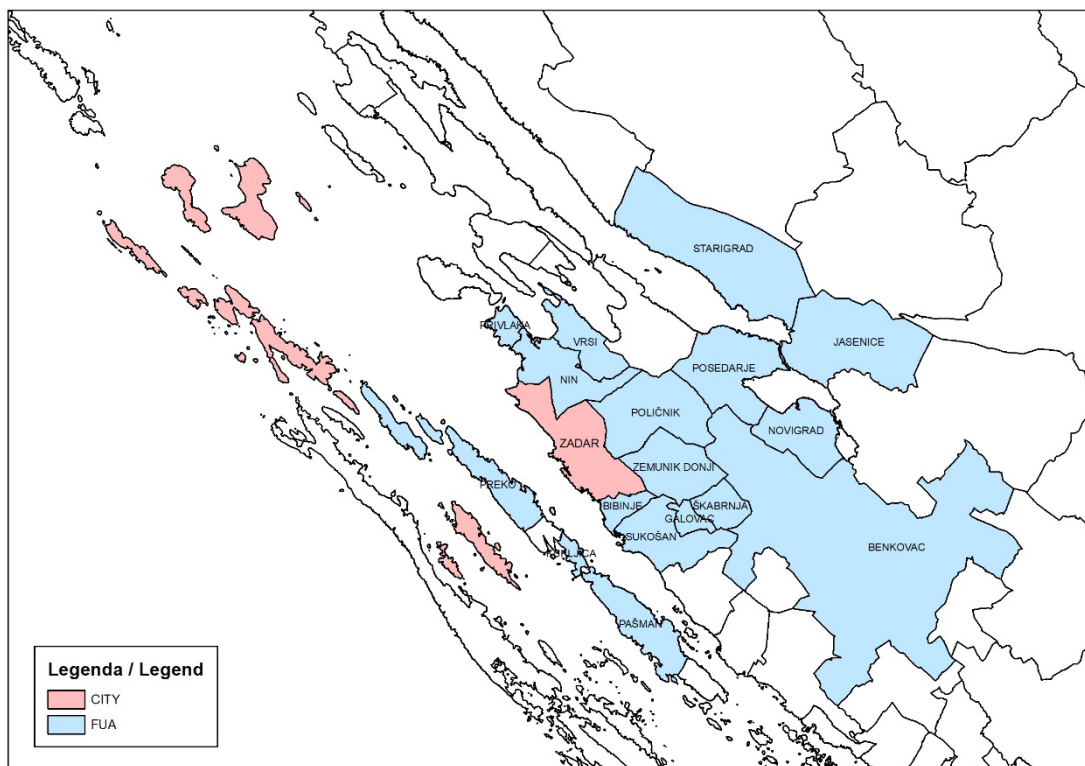 STARIGRAD
PRIVLAKA
VRSI
JASENICE
POSEDARJE
NIN
POLIČNIK
NOVIGRAD
ZADAR
ZEMUNIK DONJI
PREKO
BIBINJE
ŠKABRNJA
GALOVAC
SUKOŠAN
BENKOVAC
KUKLJICA
PAŠMAN
Legenda / Legend
CITY
FUA